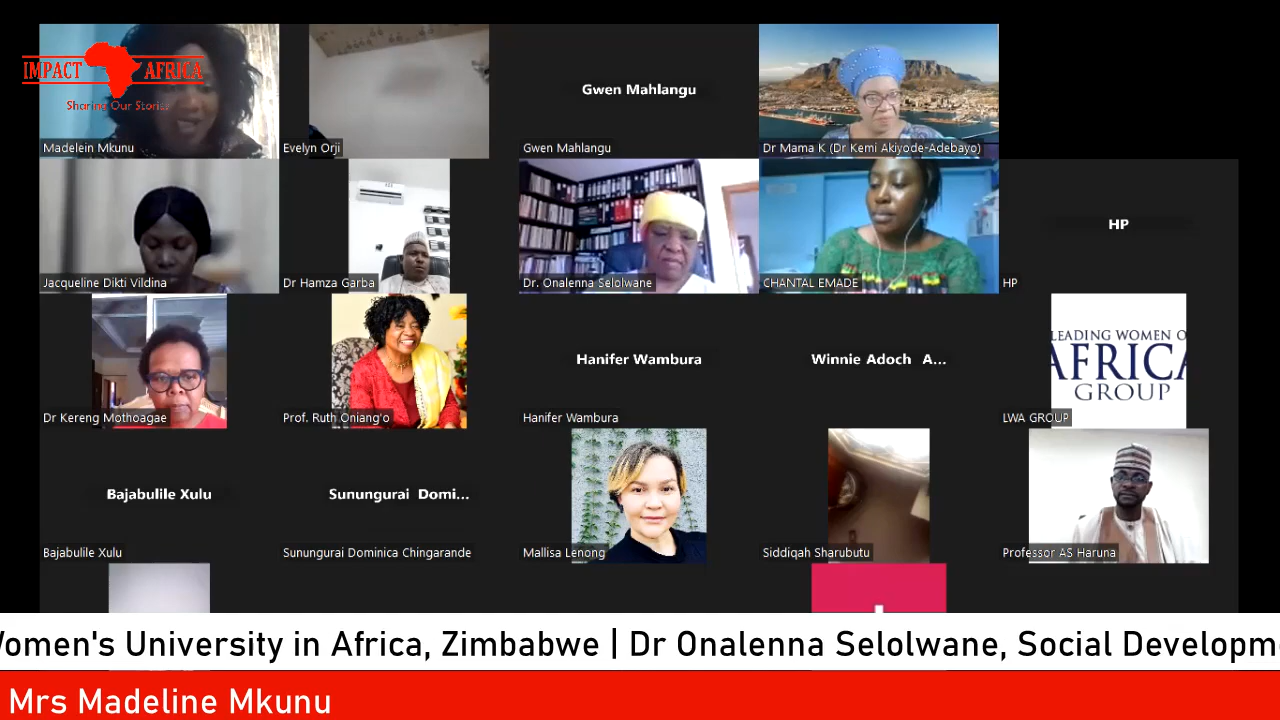 IMPACT AFRICA
Sharing Our Stories
Madelein Mkunu
Evelyn Orji
Gwen Mahlangu
Gwen Mahlangu
Dr Mama K (Dr Kemi Akiyode-Adebayo)
Jacqueline Dikti Vildina
Dr Hamza Garba
Dr. Onalenna Selolwane
CHANTAL EMADE
HP
HP
Dr Kereng Mothoagae
Prof. Ruth Oniang'o
Hanifer Wambura
Hanifer Wambura
Winnie Adoch A...
LEADING WOMEN O
AFRICA
GROUP
LWA GROUP
Bajabulile Xulu
Bajabulile Xulu
Sunungurai Domi...
Sunungurai Dominica Chingarande
Mallisa Lenong
Siddiqah Sharubutu
Professor AS Haruna
Women's University in Africa, Zimbabwe | Dr Onalenna Selolwane, Social Developm
Mrs Madeline Mkunu